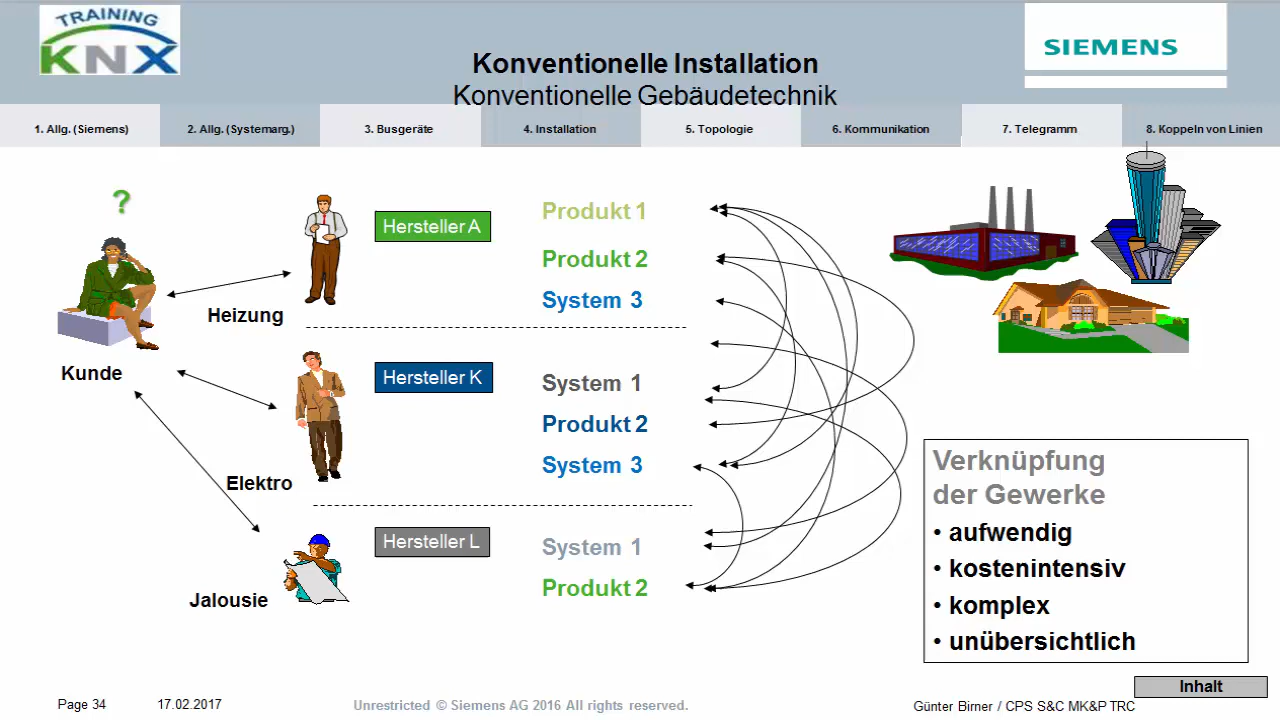 TRAINING
KNX
SIEMENS
Konventionelle Installation
Konventionelle Gebäudetechnik
1. Allg. (Siemens)
2. Allg. (Systemarg.)
3. Busgeräte
4. Installation
5. Topologie
6. Kommunikation
7. Telegramm
8. Koppeln von Linien
?
Hersteller A
Produkt 1
Produkt 2
System 3
Heizung
Kunde
Hersteller K
System 1
Produkt 2
System 3
Elektro
Hersteller L
System 1
Produkt 2
Jalousie
Verknüpfung
der Gewerke
• aufwendig
• kostenintensiv
• komplex
• unübersichtlich
Inhalt
Page 34
17.02.2017
Unrestricted © Siemens AG 2016 All rights reserved.
Günter Birner / CPS S&C MK&P TRC